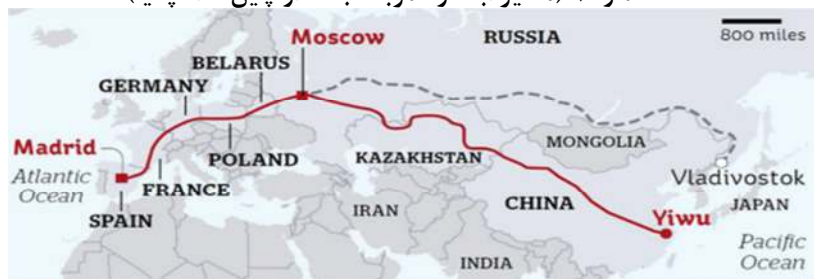 Moscow
RUSSIA
800 miles
BELARUS
GERMANY
Madrid
POLAND
KAZAKHSTAN
MONGOLIA
Atlantic
Ocean
FRANCE
Vladivostok
SPAIN
IRAN
CHINA
Yiwu
JAPAN
INDIA
Pacific
Ocean